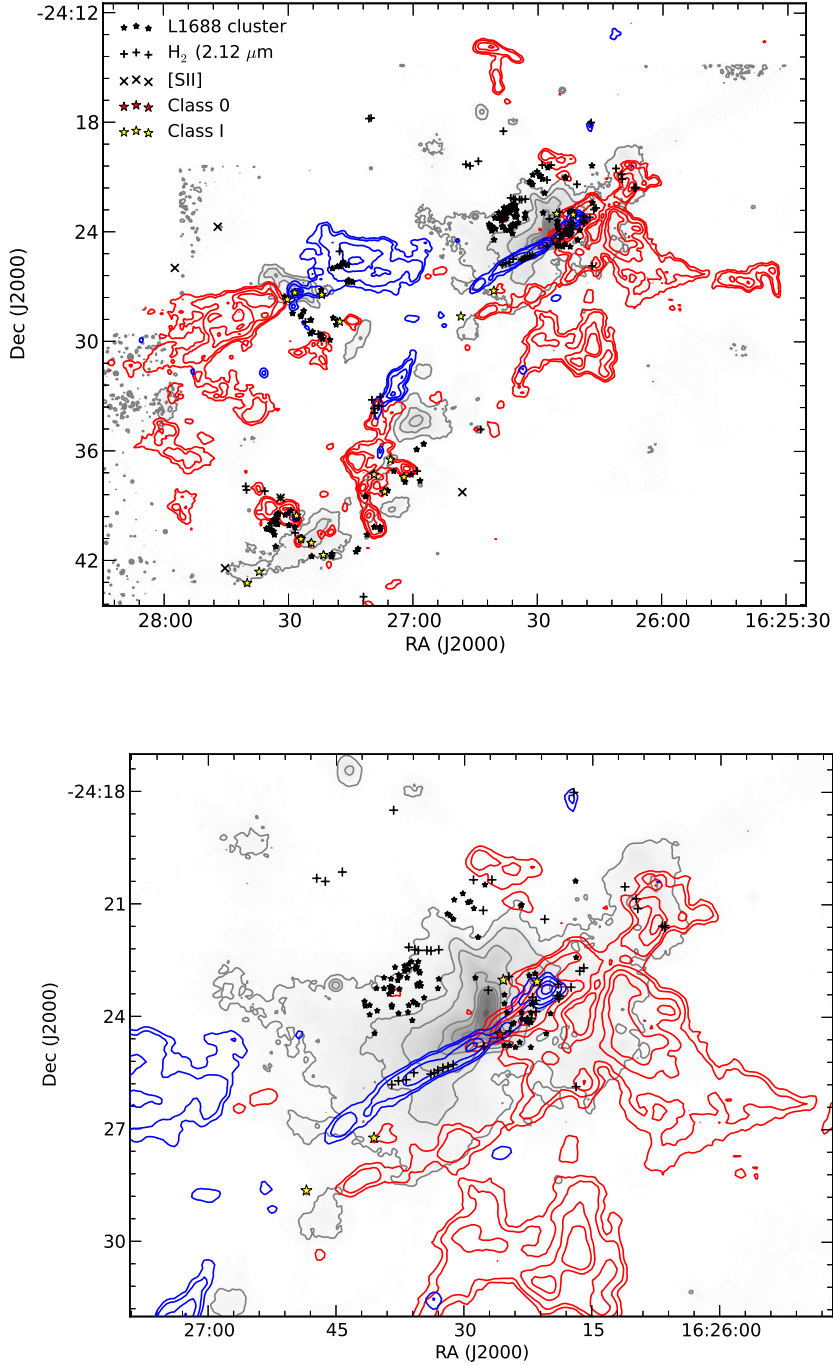 -24:12
18
24
30
36
42
Dec (J2000)
L1688 cluster
H₂ (2.12 μm
[SII]
Class 0
Class I
28:00
30
27:00
30
26:00
16:25:30
RA (J2000)
-24:18
21
24
27
30
Dec (J2000)
27:00
45
30
15
16:26:00
RA (J2000)